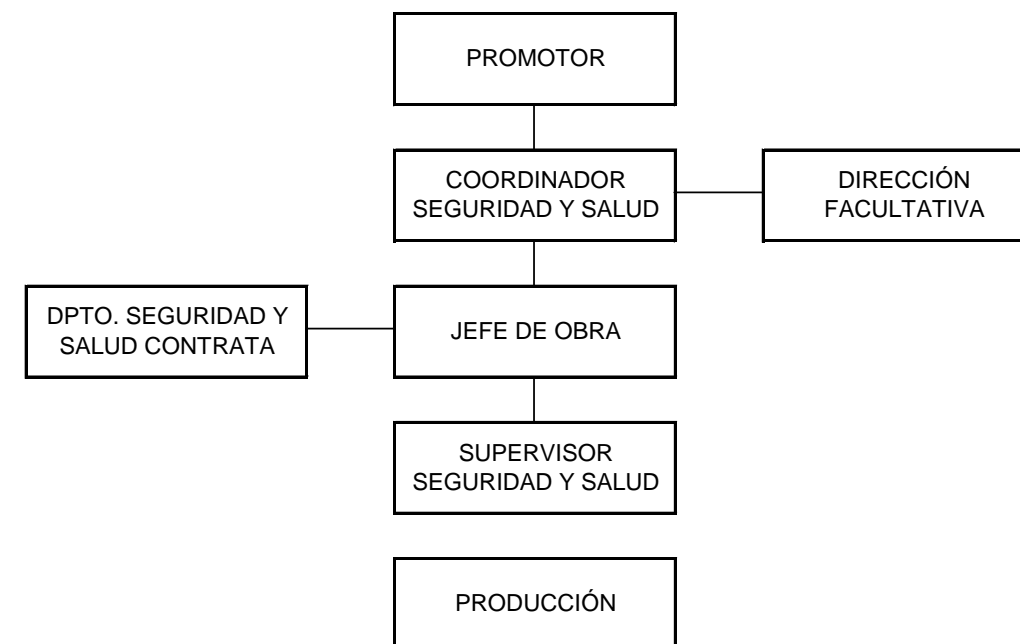 PROMOTOR
COORDINADOR
SEGURIDAD Y SALUD
DIRECCIÓN
FACULTATIVA
DPTO. SEGURIDAD Y
SALUD CONTRATA
JEFE DE OBRA
SUPERVISOR
SEGURIDAD Y SALUD
PRODUCCIÓN